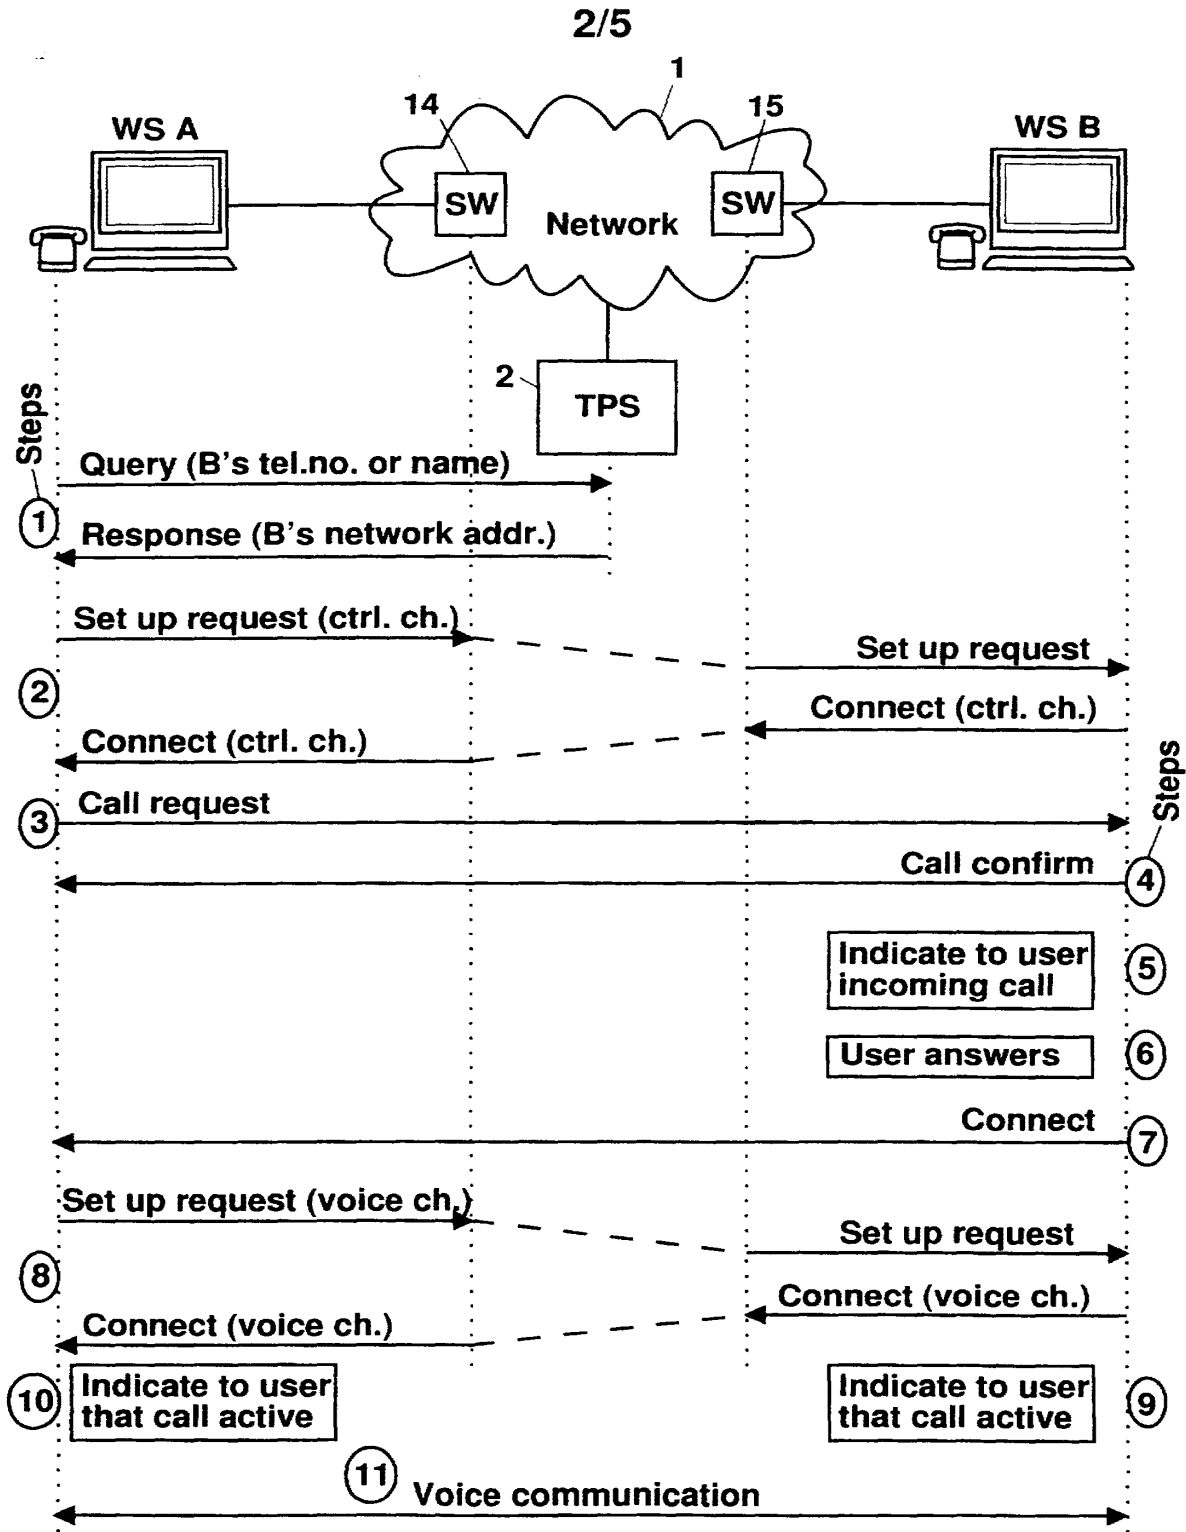 2/5
1
14
15
WS A
WS B
SW
Network
SW
2
TPS
Steps
Query (B's tel.no. or name)
1
Response (B's network addr.)
Set up request (ctrl. ch.)
Set up request
2
Connect (ctrl. ch.)
Connect (ctrl. ch.)
Steps
3
Call request
Call confirm
4
Indicate to user
incoming call
5
User answers
6
Connect
7
Set up request (voice ch.)
Set up request
8
Connect (voice ch.)
Connect (voice ch.)
10
Indicate to user
that call active
Indicate to user
that call active
9
11
Voice communication